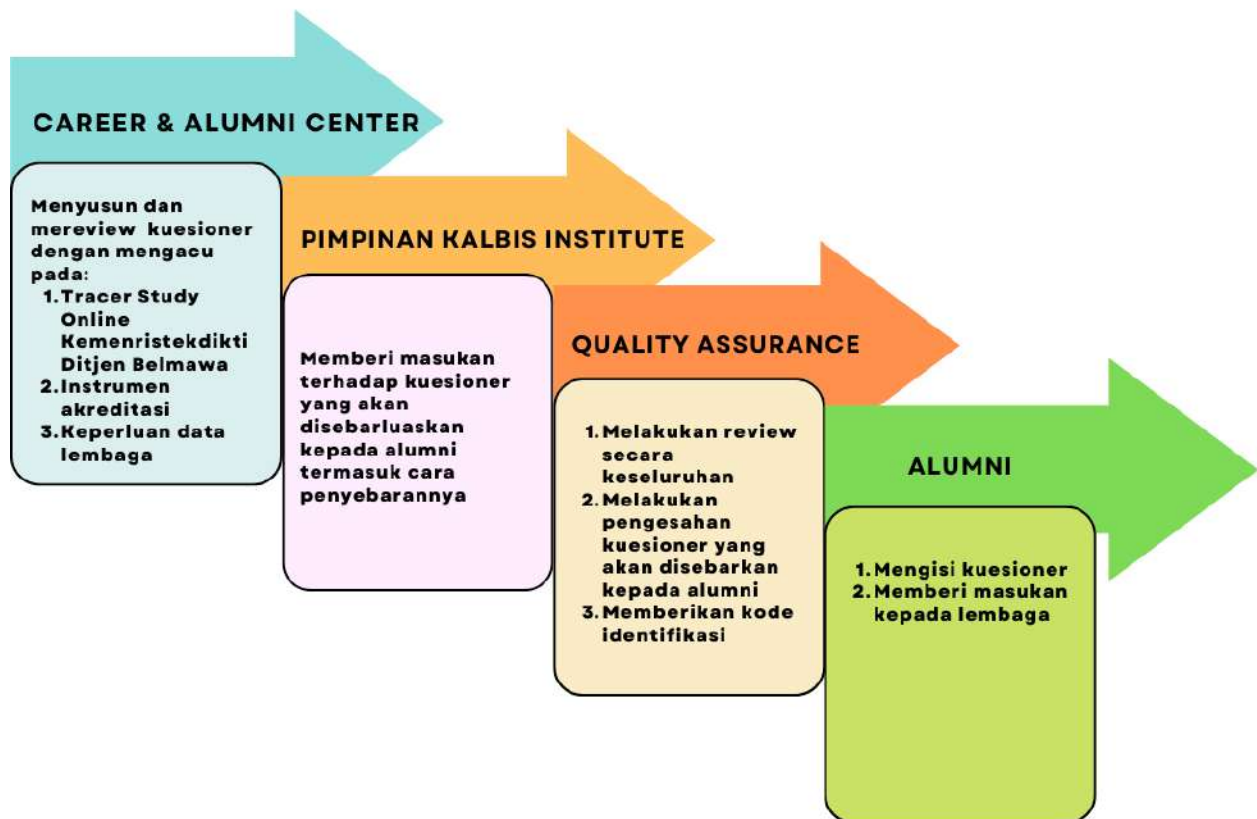 CAREER & ALUMNI CENTER
Menyusun dan
mereview kuesioner
dengan mengacu
pada:
1. Tracer Study
Online
Kemenristekdikti
Ditjen Belmawa
2. Instrumen
akreditasi
3. Keperluan data
lembaga
PIMPINAN KALBIS INSTITUTE
Memberi masukan
terhadap kuesioner
yang akan
disebarluaskan
kepada alumni
termasuk cara
penyebarannya
QUALITY ASSURANCE
1. Melakukan review
secara
keseluruhan
2. Melakukan
pengesahan
kuesioner yang
akan disebarkan
kepada alumni
3. Memberikan kode
identifikasi
ALUMNI
1. Mengisi kuesioner
2. Memberi masukan
kepada lembaga